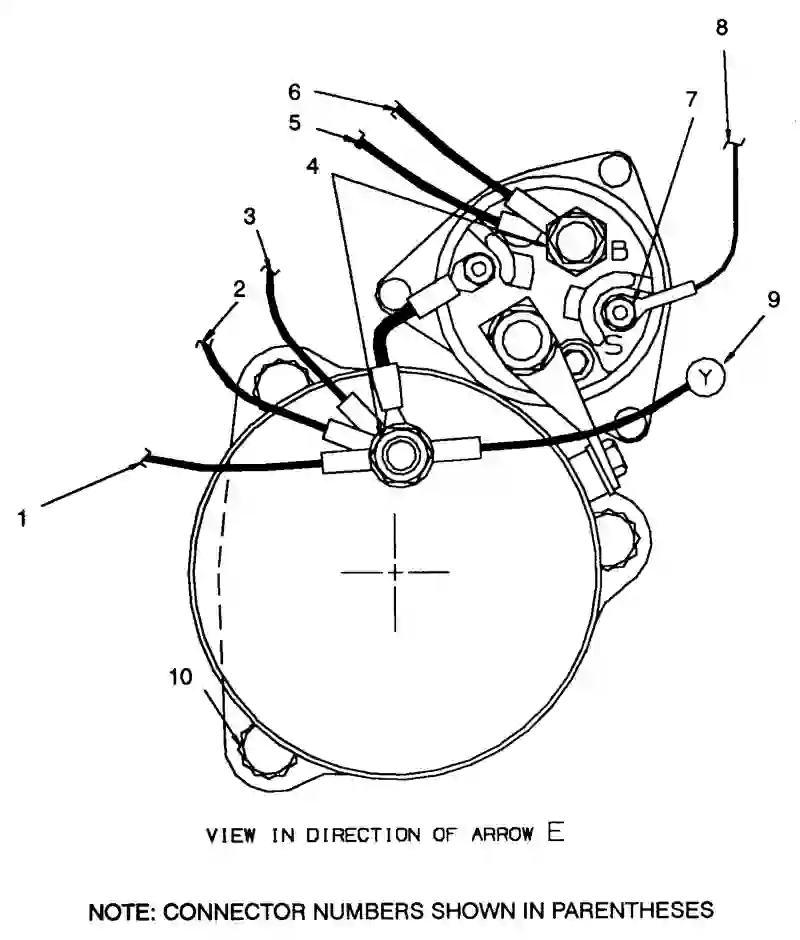 8
6
7
5
4
3
2
B
9
S
Y
1
10
VIEW IN DIRECTION OF ARROW E
NOTE: CONNECTOR NUMBERS SHOWN IN PARENTHESES